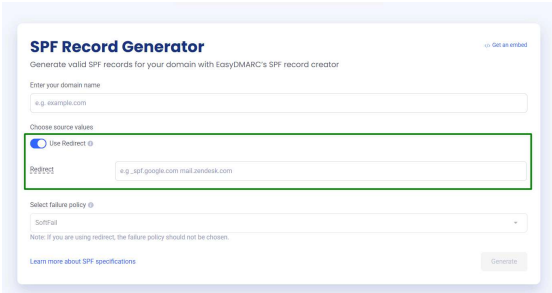 SPF Record Generator
Get an embed
Generate valid SPF records for your domain with EasyDMARC's SPF record creator
Enter your domain name
e.g. example.com
Choose source values
Use Redirect
Redirect
e.g _spf.google.com mail.zendesk.com
Select failure policy
SoftFail
Note: If you are using redirect, the failure policy should not be chosen.
Learn more about SPF specifications
Generate